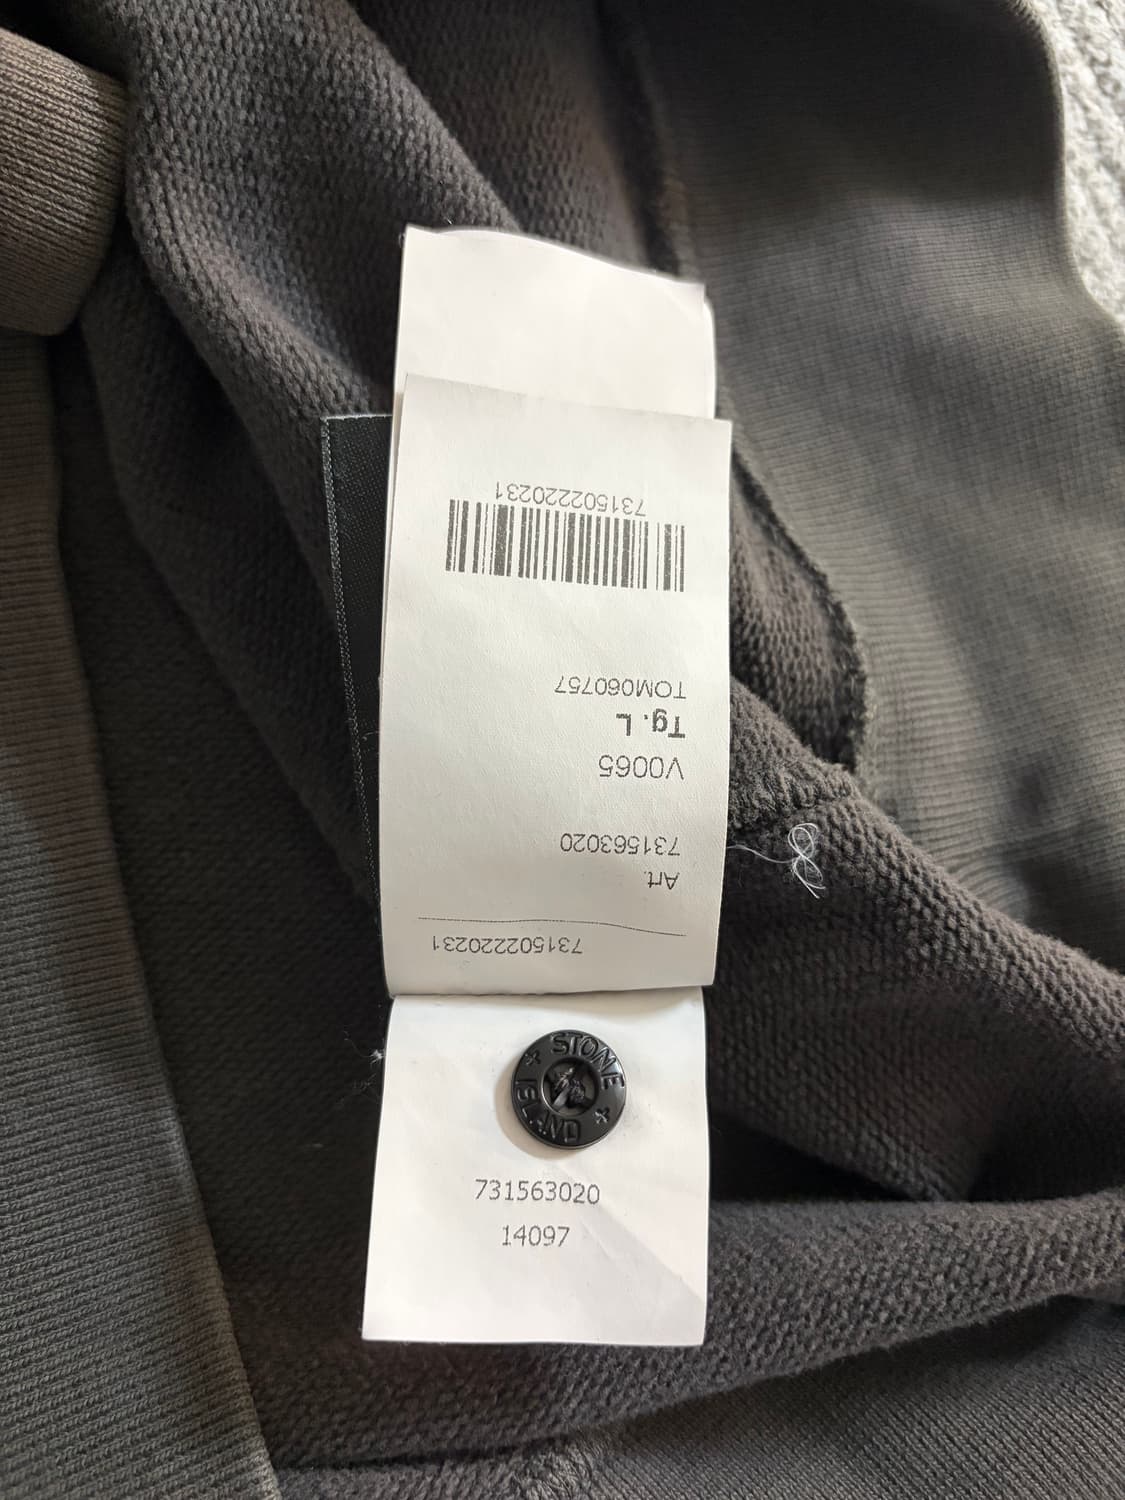 731502220231
Art.
731563020
V0065
Tg. L
TOM060757
731502220231
STONE
ISLAND
731563020
14097